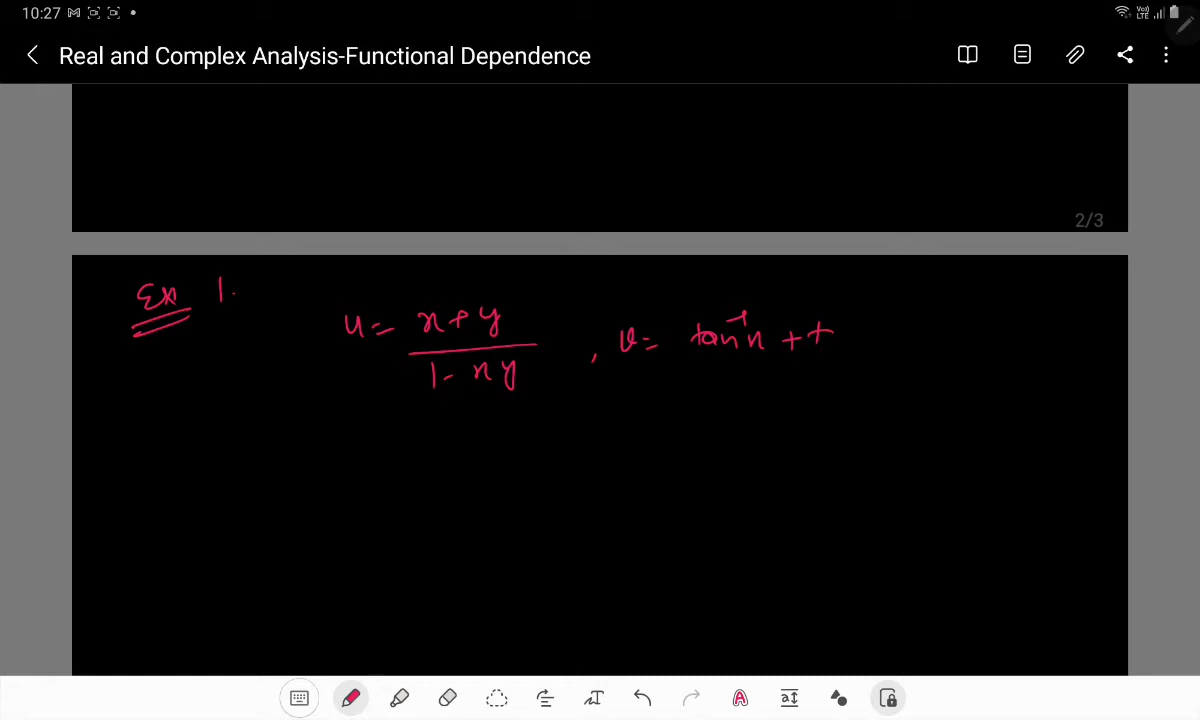 10:27
Real and Complex Analysis-Functional Dependence
2/3
Ex 1.
u = x+y / 1-xy , v = tan⁻¹x + t